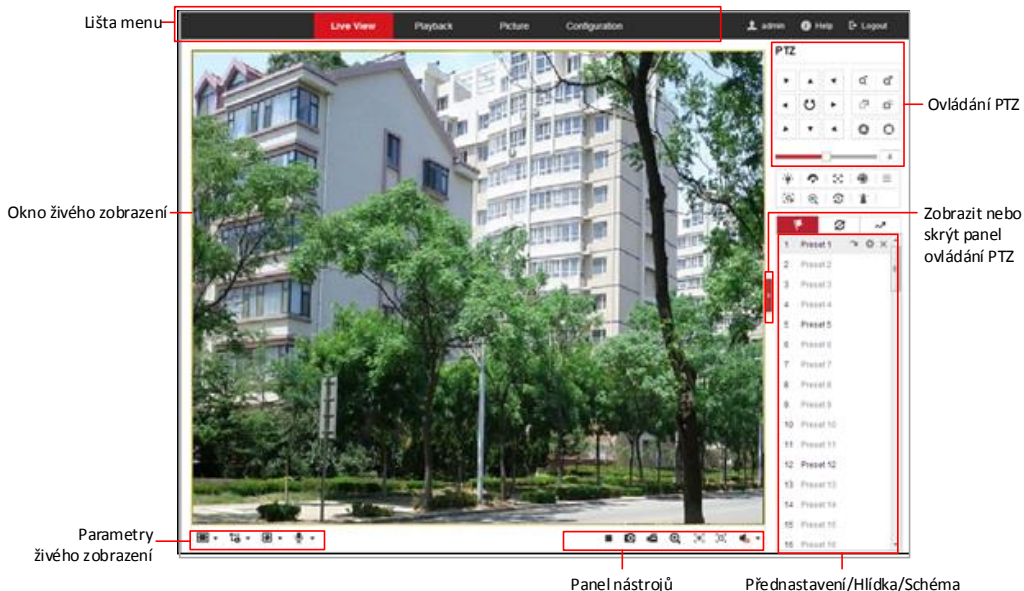 Lišta menu
Live View Playback Picture Configuration admin Help Logout
PTZ
Ovládání PTZ
Okno živého zobrazení
Zobrazit nebo
skrýt panel
ovládání PTZ
1 Preset 1
2 Preset 2
3 Preset 3
4 Preset 4
5 Preset 5
6 Preset 6
7 Preset 7
8 Preset 8
9 Preset 9
10 Preset 10
11 Preset 11
12 Preset 12
13 Preset 13
14 Preset 14
15 Preset 15
16 Preset 16
Parametry
živého zobrazení
Panel nástrojů
Přednastavení/Hlídka/Schéma